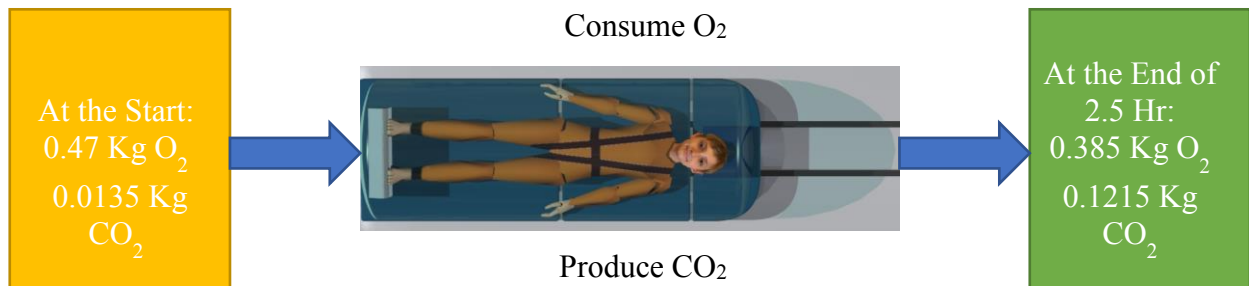 Consume O₂
At the Start:
0.47 Kg O₂
0.0135 Kg
CO₂
At the End of
2.5 Hr:
0.385 Kg O₂
0.1215 Kg
CO₂
Produce CO₂